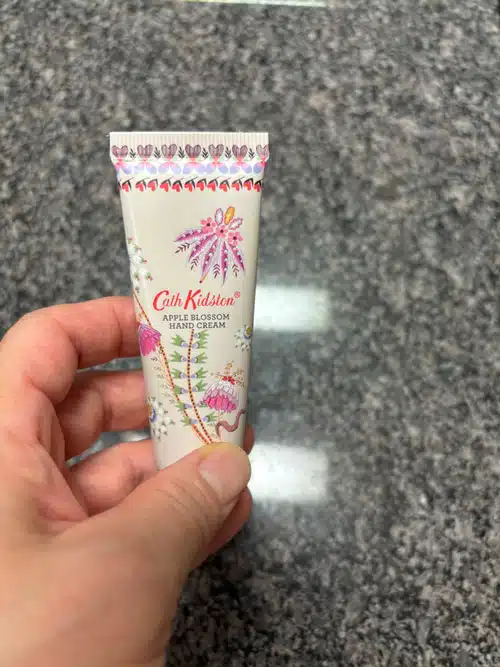 Cath Kidston®
APPLE BLOSSOM
HAND CREAM